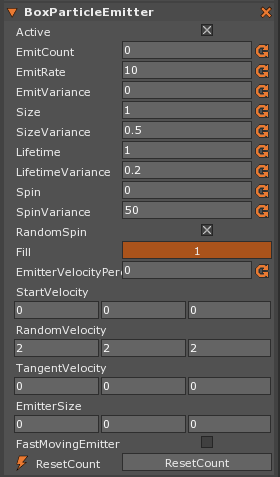 BoxParticleEmitter
Active
EmitCount 0
EmitRate 10
EmitVariance 0
Size 1
SizeVariance 0.5
Lifetime 1
LifetimeVariance 0.2
Spin 0
SpinVariance 50
RandomSpin
Fill 1
EmitterVelocityPer 0
StartVelocity
0 0 0
RandomVelocity
2 2 2
TangentVelocity
0 0 0
EmitterSize
0 0 0
FastMovingEmitter
ResetCount ResetCount